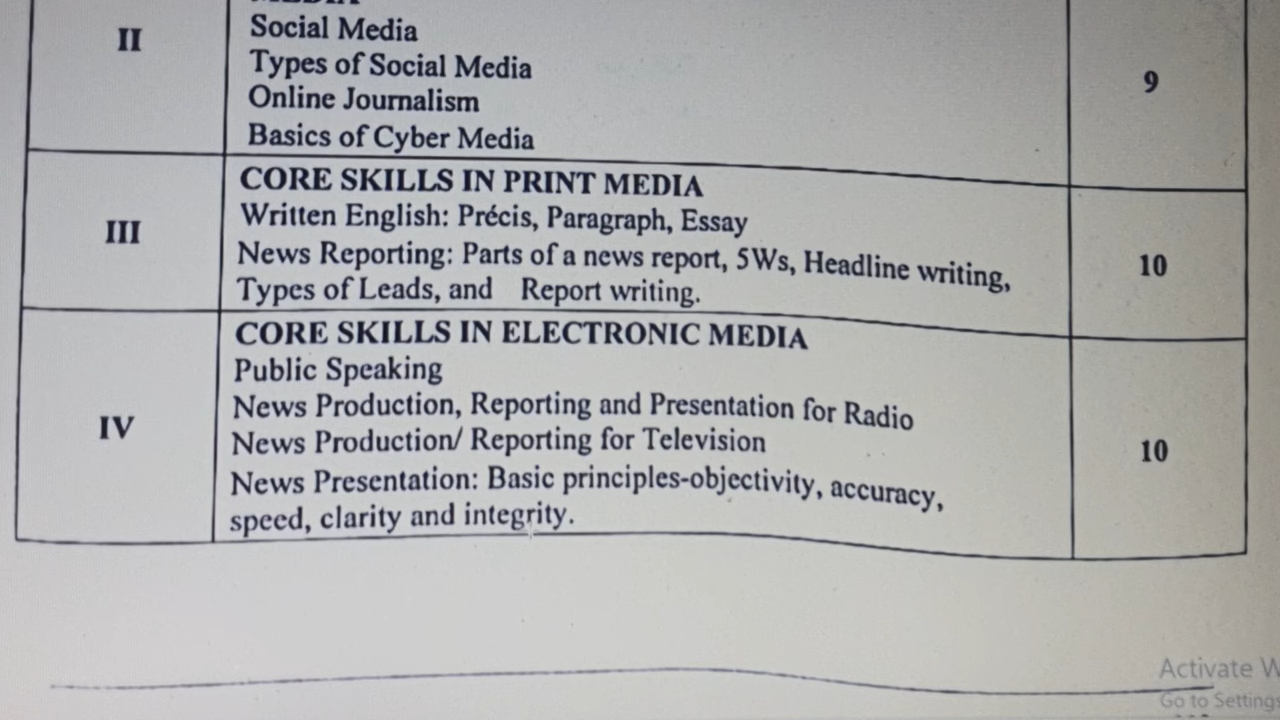 MEDIA
II
Social Media
Types of Social Media
Online Journalism
Basics of Cyber Media
9
III
CORE SKILLS IN PRINT MEDIA
Written English: Précis, Paragraph, Essay
News Reporting: Parts of a news report, 5Ws, Headline writing,
Types of Leads, and Report writing.
10
IV
CORE SKILLS IN ELECTRONIC MEDIA
Public Speaking
News Production, Reporting and Presentation for Radio
News Production/ Reporting for Television
News Presentation: Basic principles-objectivity, accuracy,
speed, clarity and integrity.
10
Activate W
Go to Settings